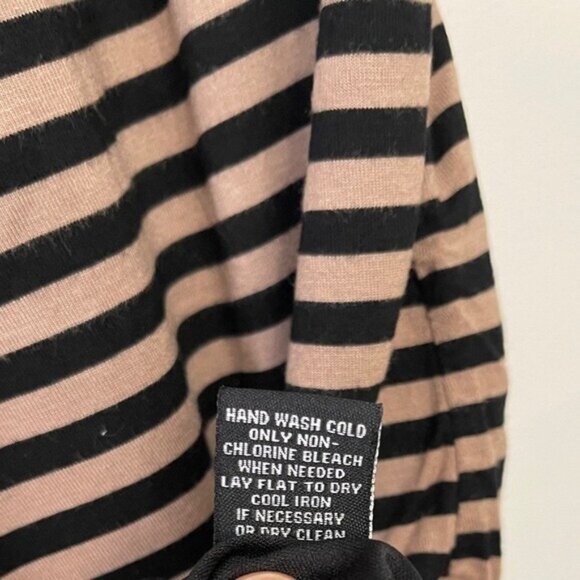 HAND WASH COLD
ONLY NON-
CHLORINE BLEACH
WHEN NEEDED
LAY FLAT TO DRY
COOL IRON
IF NECESSARY
OR DRY CLEAN